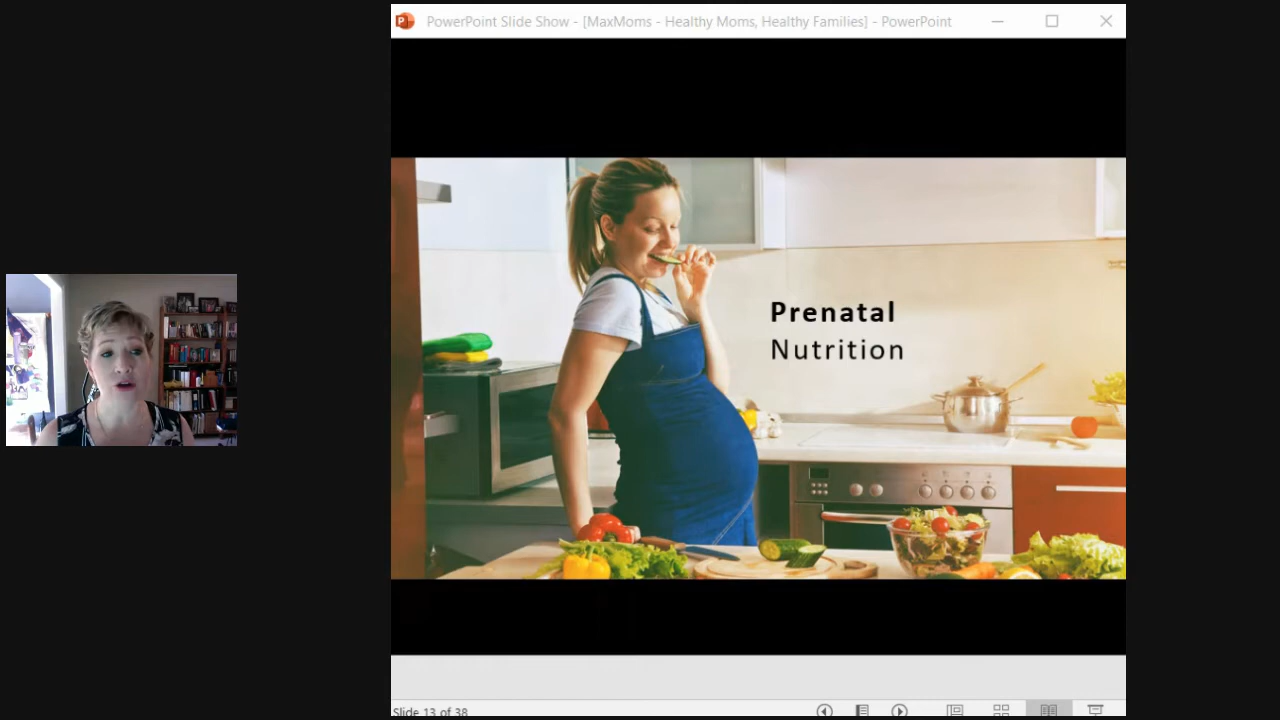 PowerPoint Slide Show - [MaxMoms - Healthy Moms, Healthy Families] - PowerPoint
Prenatal
Nutrition
Slide 13 of 38